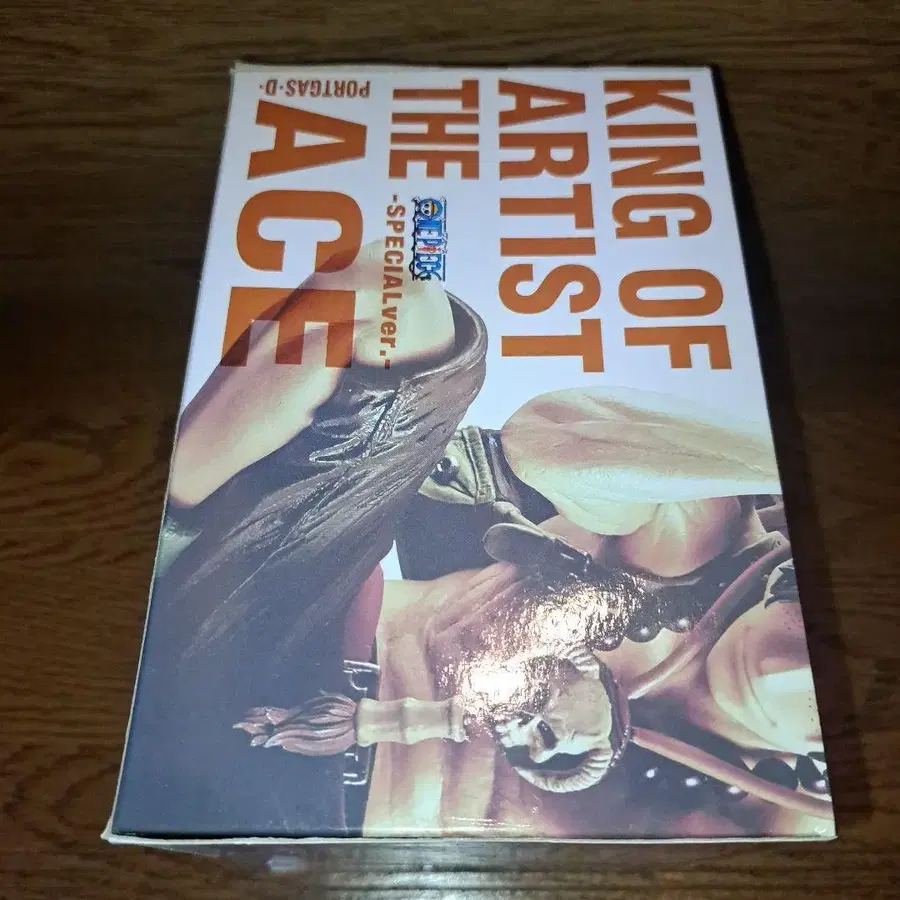 KING OF
ARTIST
THE
PORTGAS·D·
ACE
-SPECIALver.-
ONE PIECE